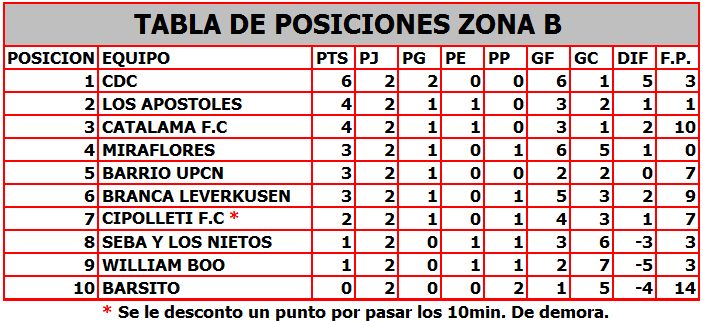 TABLA DE POSICIONES ZONA B
POSICION EQUIPO PTS PJ PG PE PP GF GC DIF F.P.
1 CDC 6 2 2 0 0 6 1 5 3
2 LOS APOSTOLES 4 2 1 1 0 3 2 1 1
3 CATALAMA F.C 4 2 1 1 0 3 1 2 10
4 MIRAFLORES 3 2 1 0 1 6 5 1 0
5 BARRIO UPCN 3 2 1 0 0 2 2 0 7
6 BRANCA LEVERKUSEN 3 2 1 0 1 5 3 2 9
7 CIPOLLETI F.C * 2 2 1 0 1 4 3 1 7
8 SEBA Y LOS NIETOS 1 2 0 1 1 3 6 -3 3
9 WILLIAM BOO 1 2 0 1 1 2 7 -5 3
10 BARSITO 0 2 0 0 2 1 5 -4 14
* Se le desconto un punto por pasar los 10min. De demora.